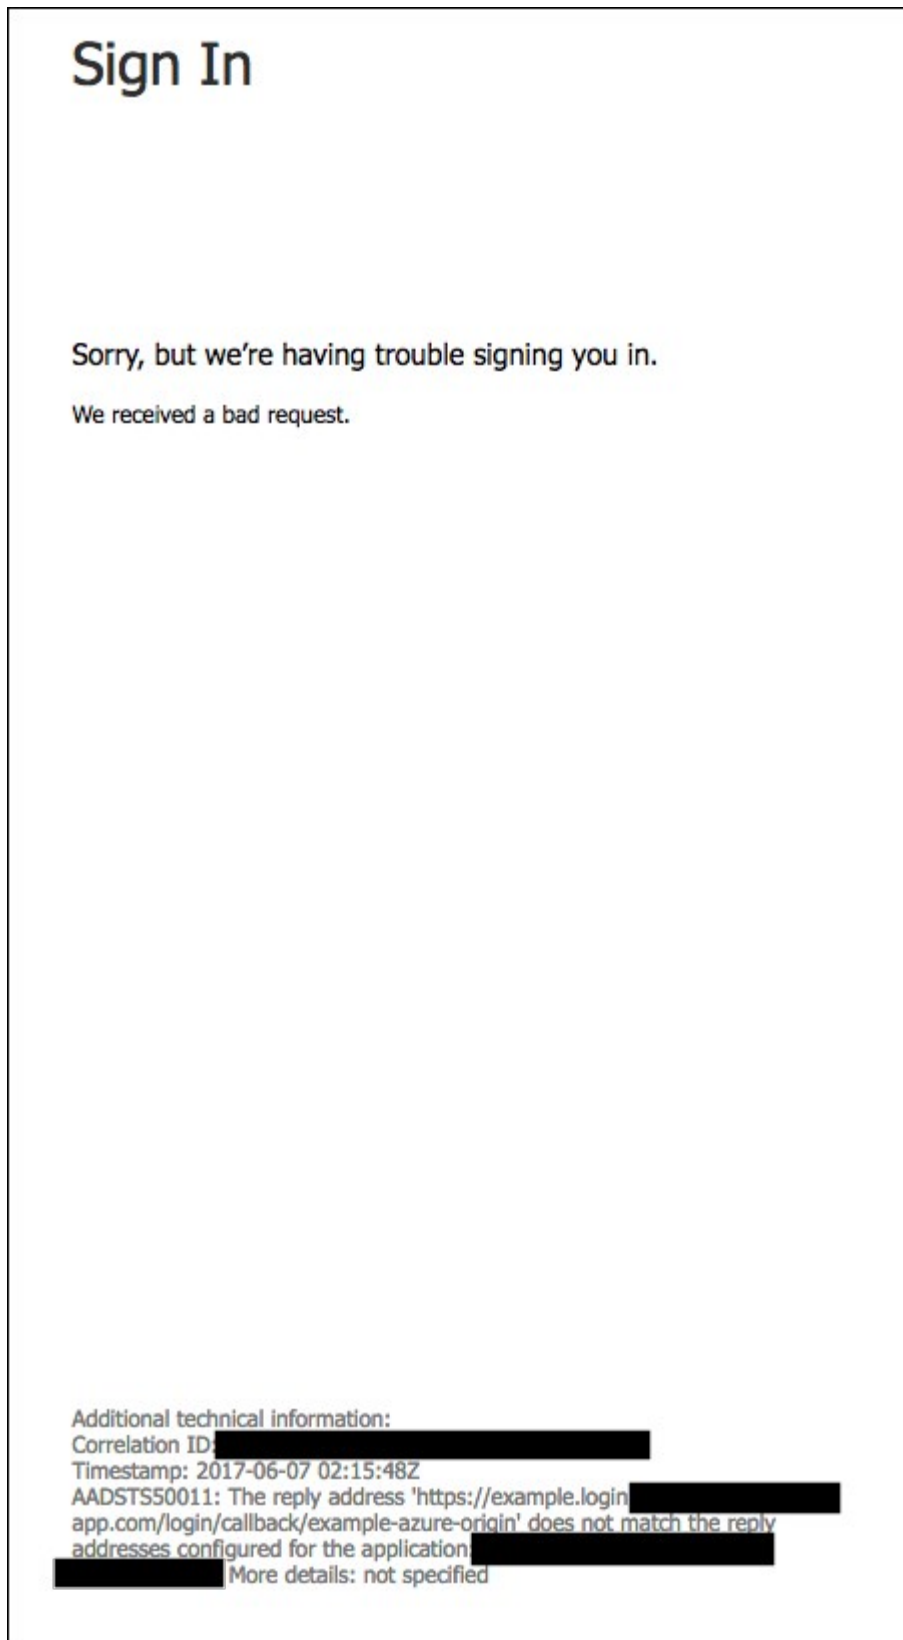 Sign In
Sorry, but we’re having trouble signing you in.
We received a bad request.
Additional technical information:
Correlation ID:
Timestamp: 2017-06-07 02:15:48Z
AADSTS50011: The reply address 'https://example.login
app.com/login/callback/example-azure-origin' does not match the reply
addresses configured for the application:
More details: not specified